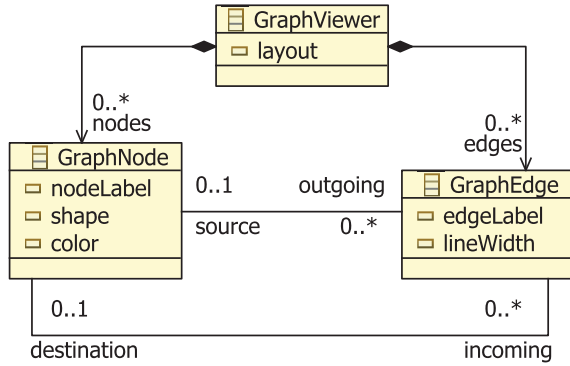 GraphViewer
layout
0..*
nodes
0..*
edges
GraphNode
nodeLabel
shape
color
0..1
outgoing
source
0..*
GraphEdge
edgeLabel
lineWidth
0..1
0..*
destination
incoming